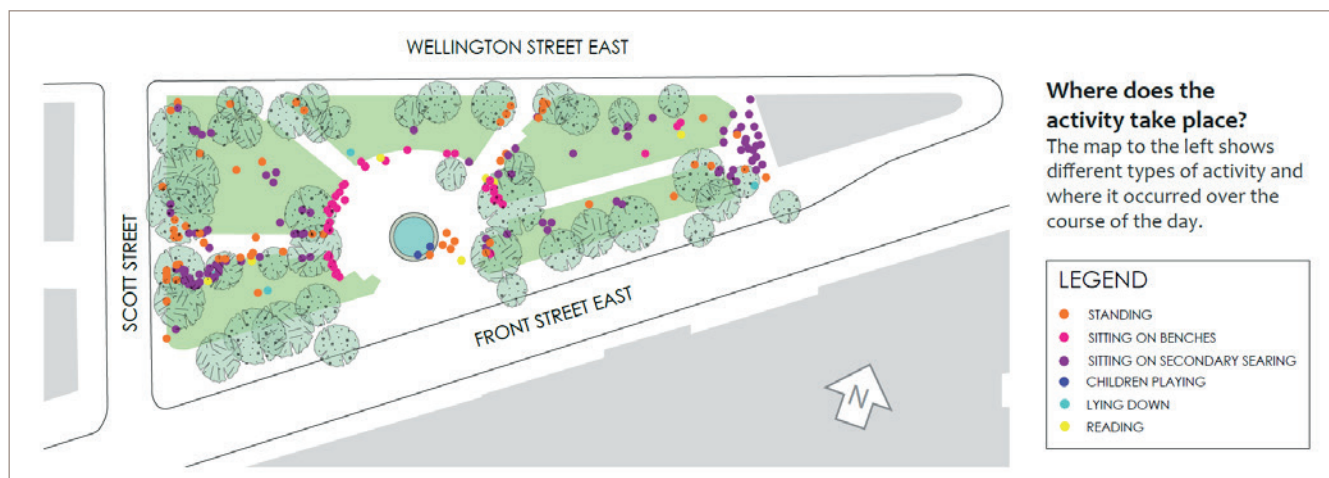 WELLINGTON STREET EAST
SCOTT STREET
FRONT STREET EAST
N
Where does the
activity take place?
The map to the left shows
different types of activity and
where it occurred over the
course of the day.
LEGEND
STANDING
SITTING ON BENCHES
SITTING ON SECONDARY SEARING
CHILDREN PLAYING
LYING DOWN
READING